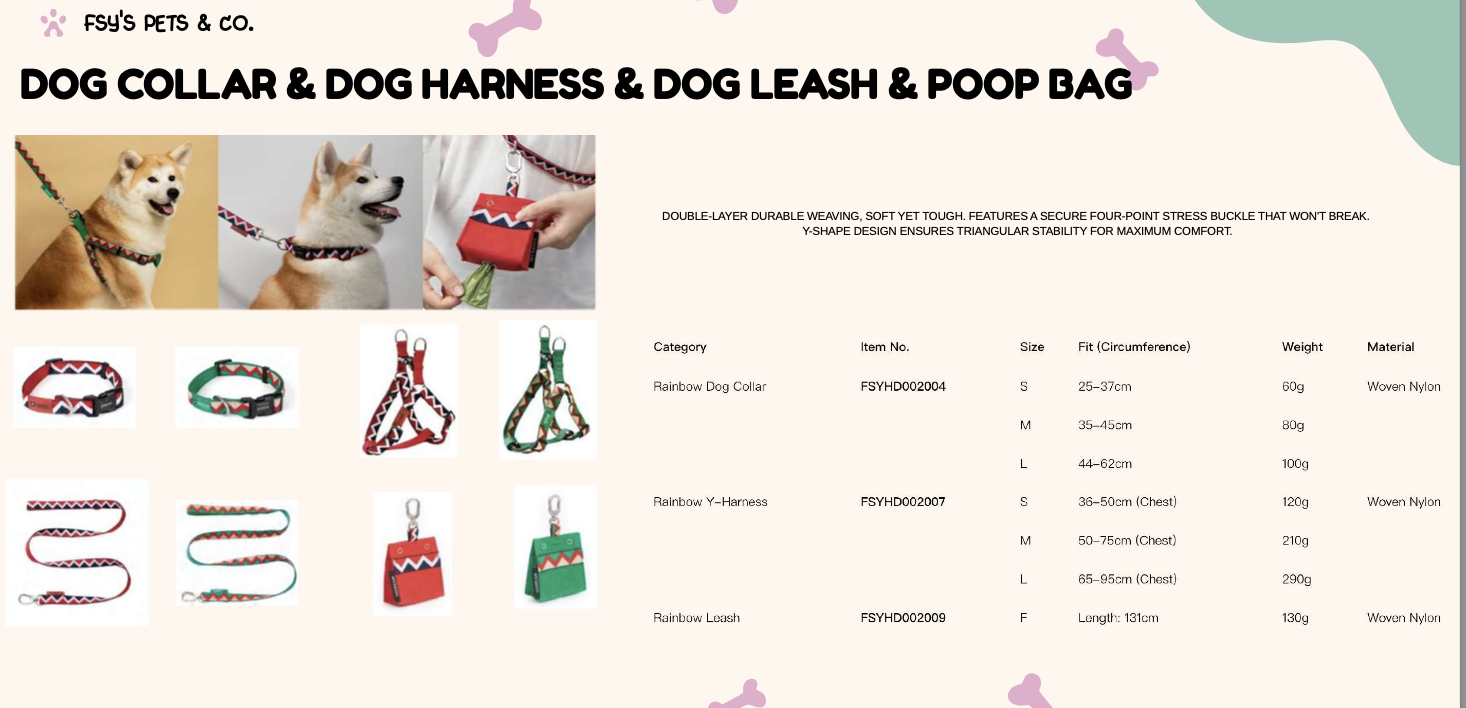 FSY'S PETS & CO.
DOG COLLAR & DOG HARNESS & DOG LEASH & POOP BAG
DOUBLE-LAYER DURABLE WEAVING, SOFT YET TOUGH. FEATURES A SECURE FOUR-POINT STRESS BUCKLE THAT WON'T BREAK.
Y-SHAPE DESIGN ENSURES TRIANGULAR STABILITY FOR MAXIMUM COMFORT.
Category Item No. Size Fit (Circumference) Weight Material
Rainbow Dog Collar FSYHD002004 S 25–37cm 60g Woven Nylon
M 35–45cm 80g
L 44–62cm 100g
Rainbow Y–Harness FSYHD002007 S 36–50cm (Chest) 120g Woven Nylon
M 50–75cm (Chest) 210g
L 65–95cm (Chest) 290g
Rainbow Leash FSYHD002009 F Length: 131cm 130g Woven Nylon